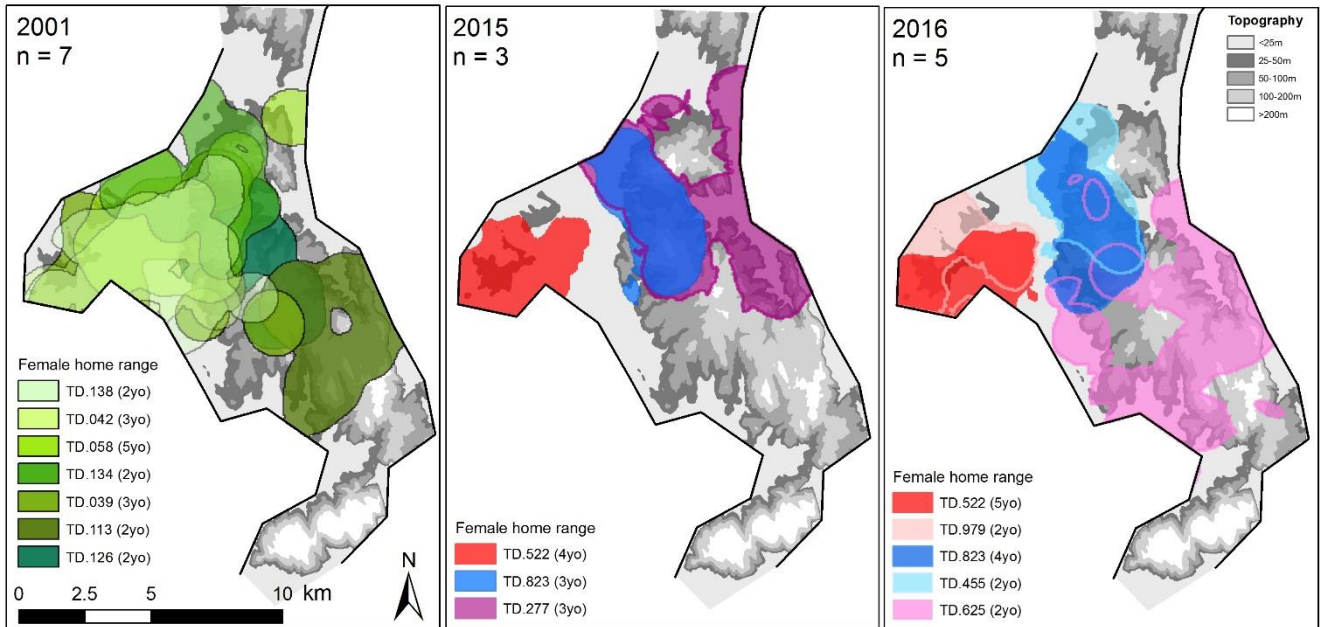 2001
n = 7
Female home range
TD.138 (2yo)
TD.042 (3yo)
TD.058 (5yo)
TD.134 (2yo)
TD.039 (3yo)
TD.113 (2yo)
TD.126 (2yo)
0 2.5 5 10 km
N
2015
n = 3
Female home range
TD.522 (4yo)
TD.823 (3yo)
TD.277 (3yo)
2016
n = 5
Topography
<25m
25-50m
50-100m
100-200m
>200m
Female home range
TD.522 (5yo)
TD.979 (2yo)
TD.823 (4yo)
TD.455 (2yo)
TD.625 (2yo)